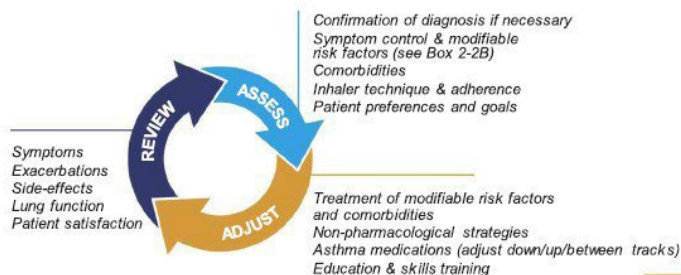 Confirmation of diagnosis if necessary
Symptom control & modifiable
risk factors (see Box 2-2B)
Comorbidities
Inhaler technique & adherence
Patient preferences and goals
ASSESS
REVIEW
Symptoms
Exacerbations
Side-effects
Lung function
Patient satisfaction
ADJUST
Treatment of modifiable risk factors
and comorbidities
Non-pharmacological strategies
Asthma medications (adjust down/up/between tracks)
Education & skills training